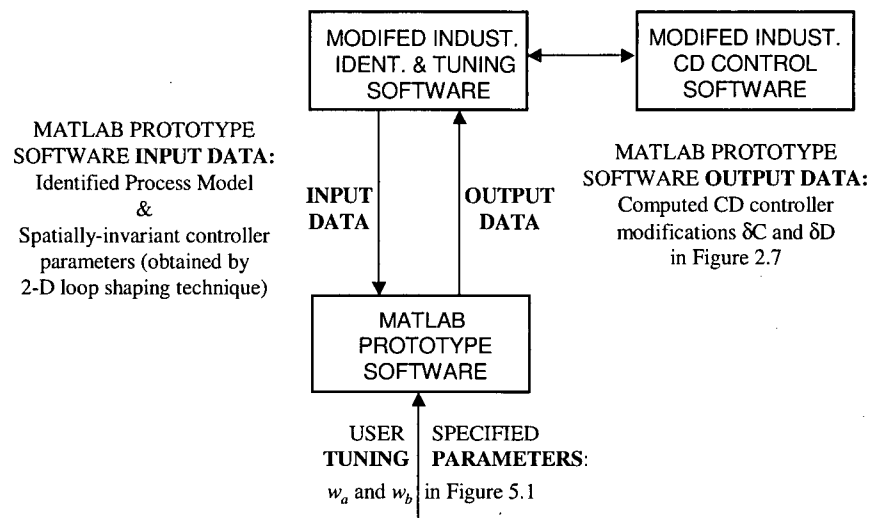 MODIFED INDUST.
IDENT. & TUNING
SOFTWARE
MODIFED INDUST.
CD CONTROL
SOFTWARE
MATLAB PROTOTYPE
SOFTWARE INPUT DATA:
Identified Process Model
&
Spatially-invariant controller
parameters (obtained by
2-D loop shaping technique)
INPUT
DATA
OUTPUT
DATA
MATLAB PROTOTYPE
SOFTWARE OUTPUT DATA:
Computed CD controller
modifications δC and δD
in Figure 2.7
MATLAB
PROTOTYPE
SOFTWARE
USER SPECIFIED
TUNING PARAMETERS:
w_a and w_b in Figure 5.1